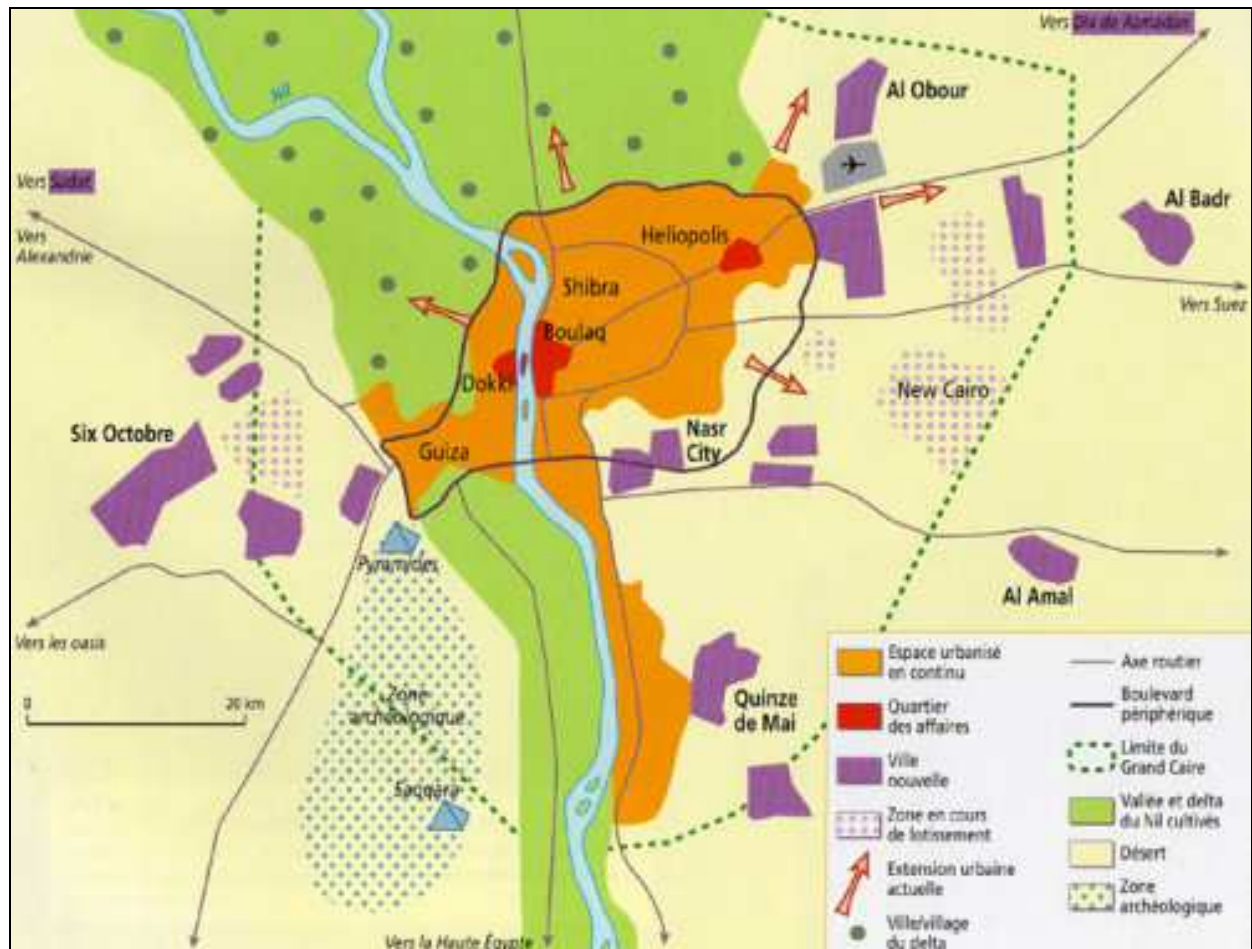 Vers Dix de Ramadan
Al Obour
Nil
Vers Sadat
Al Badr
Vers
Alexandrie
Heliopolis
Shibra
Vers Suez
Boulaq
Dokki
New Cairo
Six Octobre
Nasr
City
Guiza
Pyramides
Al Amal
Vers les oasis
0
20 km
Zone
archéologique
Quinze
de Mai
Saqqara
Vers la Haute Égypte
Espace urbanisé
en continu
Quartier
des affaires
Ville
nouvelle
Zone en cours
de lotissement
Extension urbaine
actuelle
Ville/village
du delta
Axe routier
Boulevard
périphérique
Limite du
Grand Caire
Vallée et delta
du Nil cultivés
Désert
Zone
archéologique